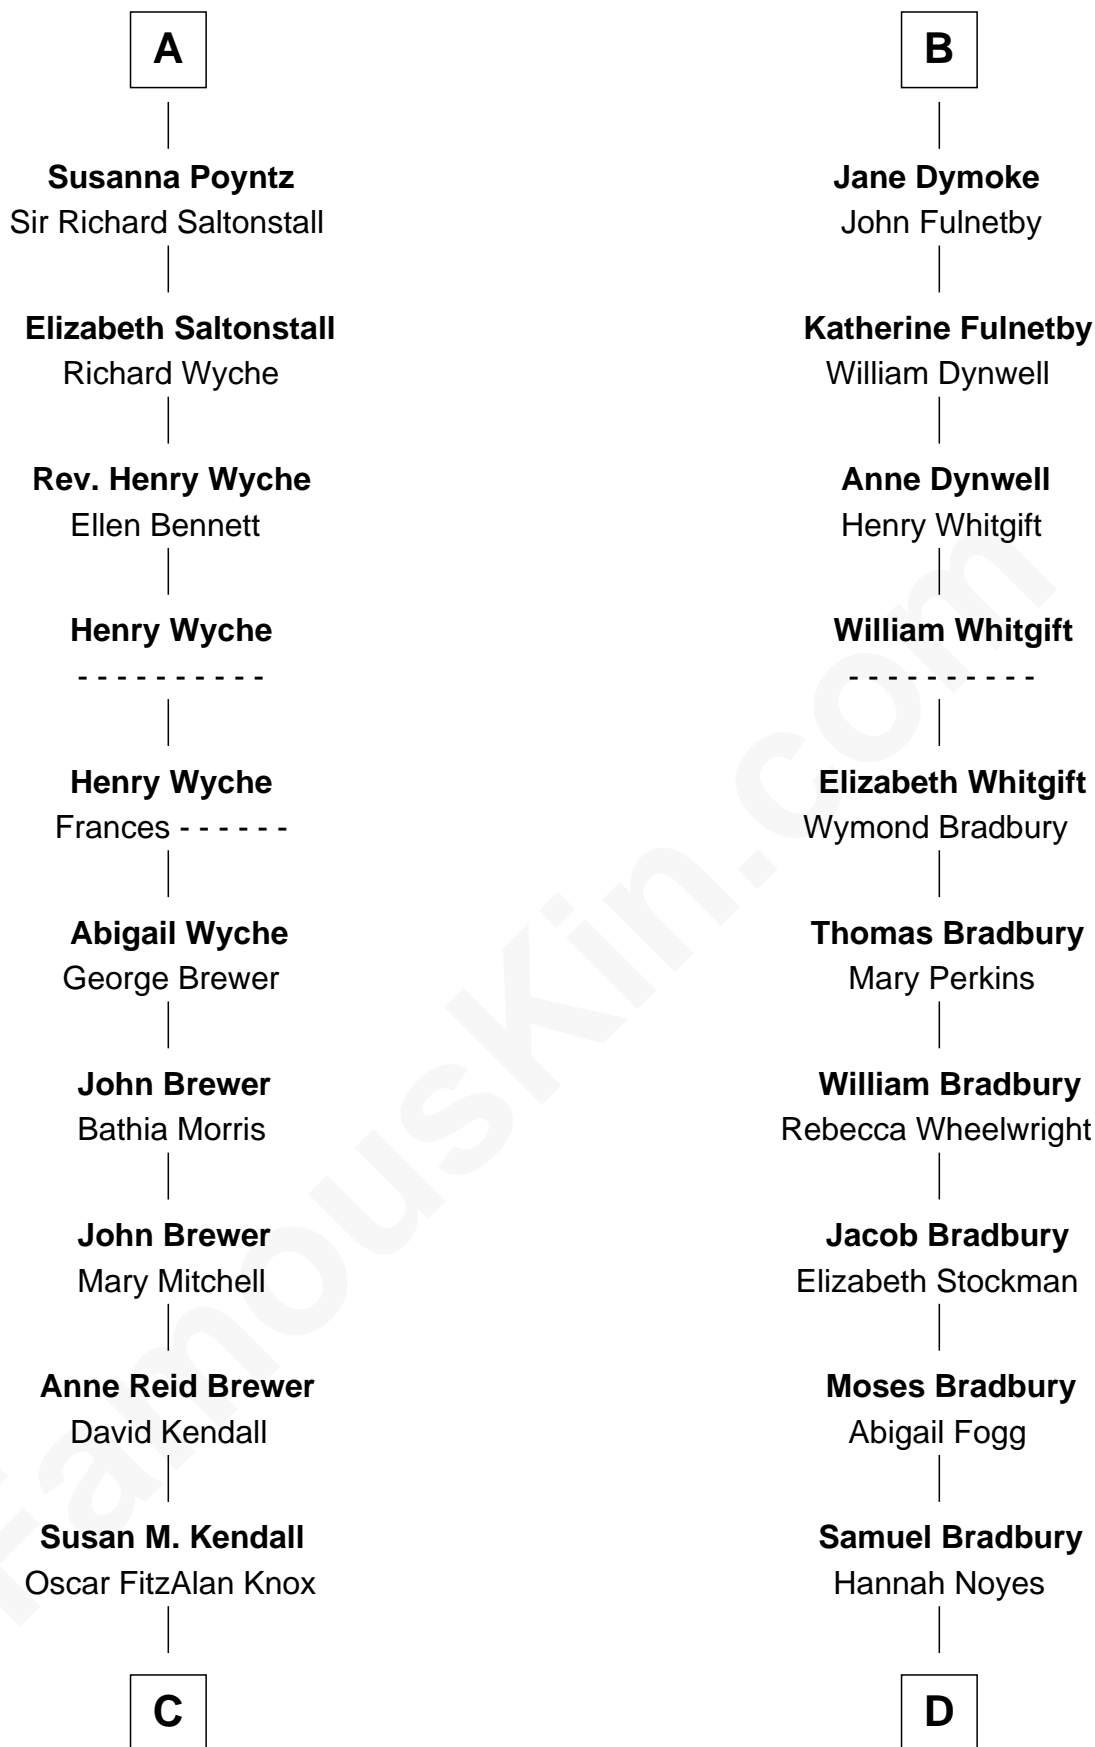 A
Susanna Poyntz
Sir Richard Saltonstall
Elizabeth Saltonstall
Richard Wyche
Rev. Henry Wyche
Ellen Bennett
Henry Wyche
- - - - - - - - - -
Henry Wyche
Frances - - - - - -
Abigail Wyche
George Brewer
John Brewer
Bathia Morris
John Brewer
Mary Mitchell
Anne Reid Brewer
David Kendall
Susan M. Kendall
Oscar FitzAlan Knox
C
B
Jane Dymoke
John Fulnetby
Katherine Fulnetby
William Dynwell
Anne Dynwell
Henry Whitgift
William Whitgift
- - - - - - - - - -
Elizabeth Whitgift
Wymond Bradbury
Thomas Bradbury
Mary Perkins
William Bradbury
Rebecca Wheelwright
Jacob Bradbury
Elizabeth Stockman
Moses Bradbury
Abigail Fogg
Samuel Bradbury
Hannah Noyes
D
FamousKin.com